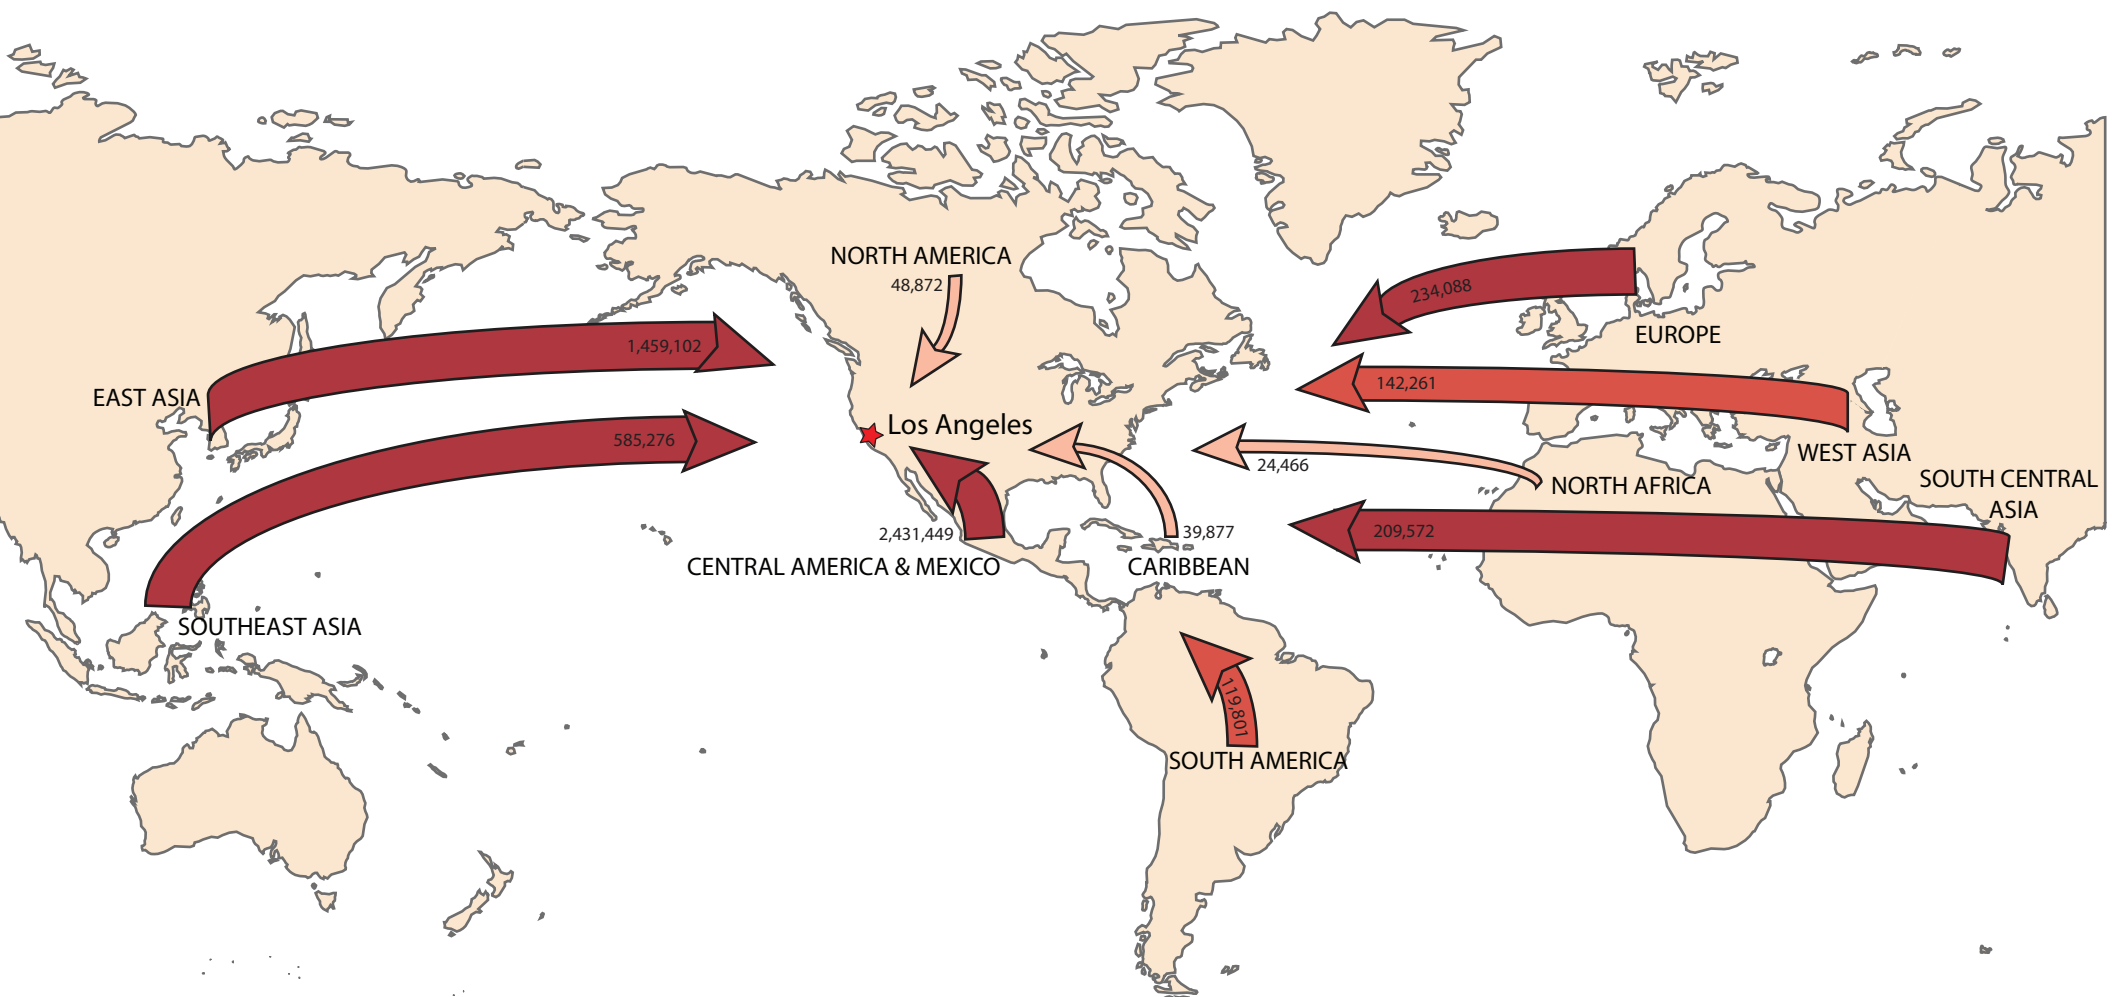 NORTH AMERICA
48,872
234,088
EUROPE
1,459,102
EAST ASIA
142,261
Los Angeles
585,276
WEST ASIA
24,466
NORTH AFRICA
SOUTH CENTRAL
ASIA
2,431,449
39,877
209,572
CENTRAL AMERICA & MEXICO
CARIBBEAN
SOUTHEAST ASIA
119,801
SOUTH AMERICA